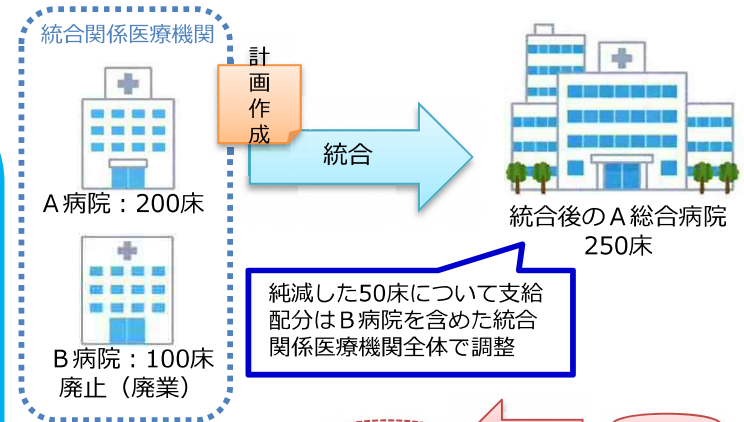 統合関係医療機関
計画作成
統合
Ａ病院：200床
統合後のＡ総合病院
250床
純減した50床について支給
配分はＢ病院を含めた統合
関係医療機関全体で調整
Ｂ病院：100床
廃止（廃業）